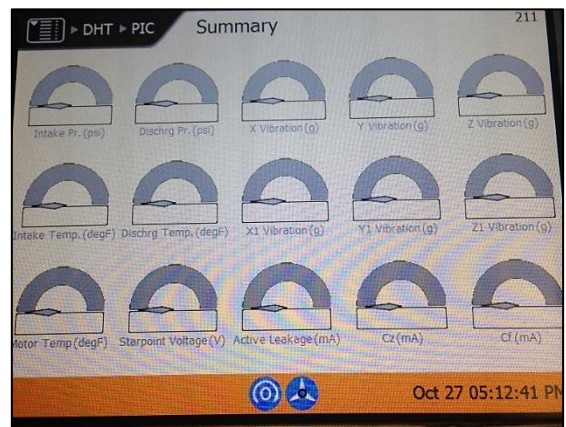 211
DHT PIC Summary
Intake Pr.(psi) Dischrg Pr.(psi) X Vibration(g) Y Vibration(g) Z Vibration(g)
Intake Temp.(degF) Dischrg Temp.(degF) X1 Vibration(g) Y1 Vibration(g) Z1 Vibration(g)
Motor Temp(degF) Starpoint Voltage(V) Active Leakage(mA) Cz(mA) Cf (mA)
Oct 27 05:12:41 PM